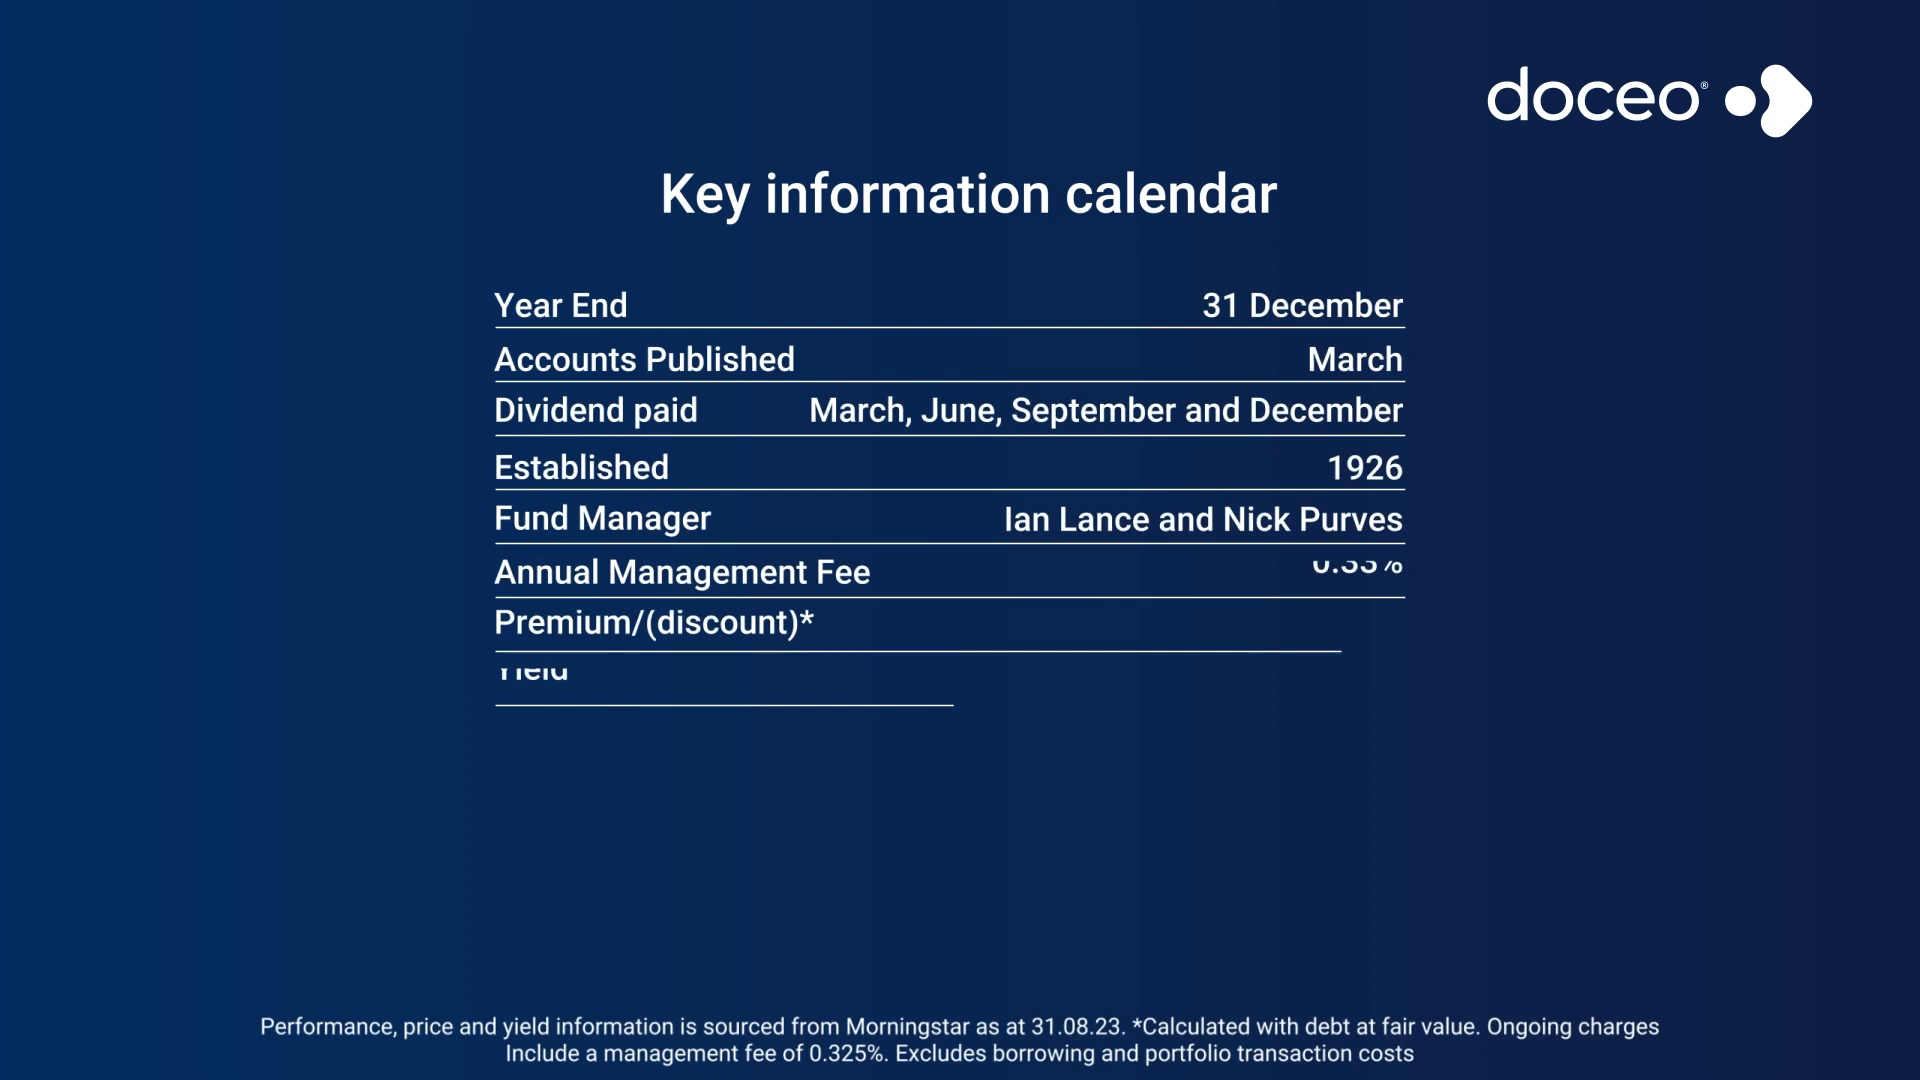 doceo®
Key information calendar
Year End 31 December
Accounts Published March
Dividend paid March, June, September and December
Established 1926
Fund Manager Ian Lance and Nick Purves
Annual Management Fee 0.33%
Premium/(discount)*
Yield
Performance, price and yield information is sourced from Morningstar as at 31.08.23. *Calculated with debt at fair value. Ongoing charges
Include a management fee of 0.325%. Excludes borrowing and portfolio transaction costs